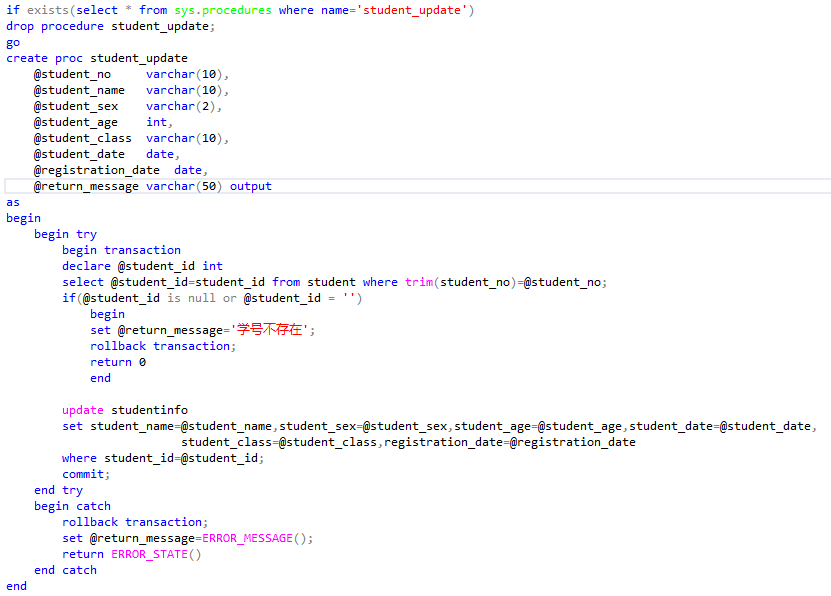 if exists(select * from sys.procedures where name='student_update')
drop procedure student_update;
go
create proc student_update
    @student_no     varchar(10),
    @student_name   varchar(10),
    @student_sex    varchar(2),
    @student_age    int,
    @student_class  varchar(10),
    @student_date   date,
    @registration_date  date,
    @return_message varchar(50) output
as
begin
    begin try
        begin transaction
        declare @student_id int
        select @student_id=student_id from student where trim(student_no)=@student_no;
        if(@student_id is null or @student_id = '')
            begin
            set @return_message='学号不存在';
            rollback transaction;
            return 0
            end

        update studentinfo
        set student_name=@student_name,student_sex=@student_sex,student_age=@student_age,student_date=@student_date,
                         student_class=@student_class,registration_date=@registration_date
        where student_id=@student_id;
        commit;
    end try
    begin catch
        rollback transaction;
        set @return_message=ERROR_MESSAGE();
        return ERROR_STATE()
    end catch
end